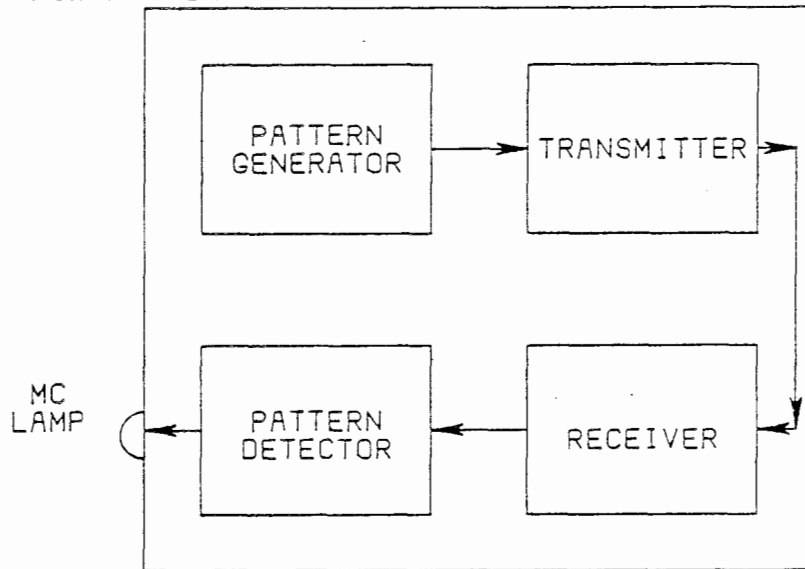 PATTERN
GENERATOR
TRANSMITTER
MC
LAMP
PATTERN
DETECTOR
RECEIVER